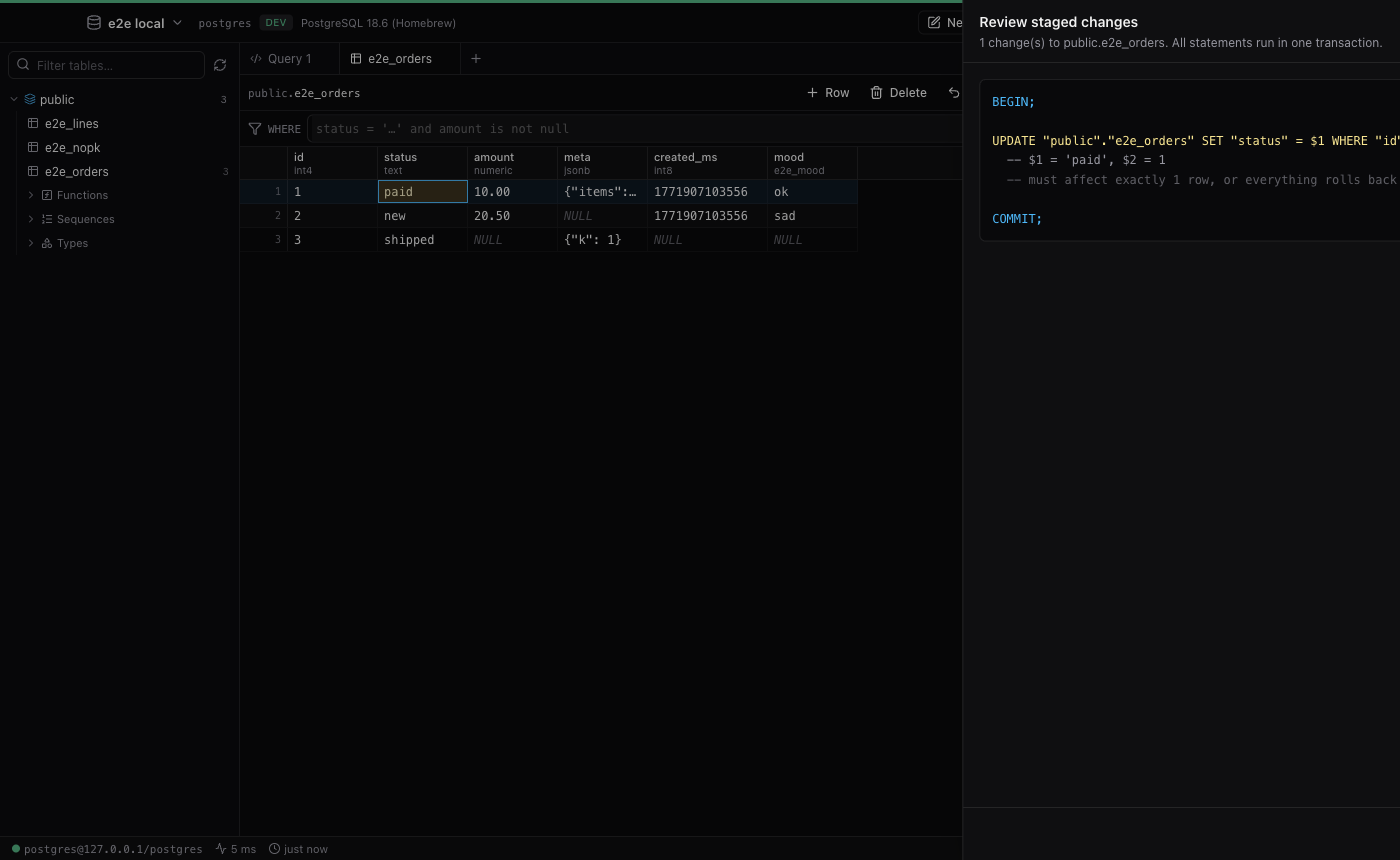 e2e local postgres DEV PostgreSQL 18.6 (Homebrew) Ne
Filter tables...
public 3
e2e_lines
e2e_nopk
e2e_orders 3
Functions
Sequences
Types
Query 1 e2e_orders
public.e2e_orders Row Delete
WHERE status = '…' and amount is not null
id status amount meta created_ms mood
int4 text numeric jsonb int8 e2e_mood
1 1 paid 10.00 {"items":… 1771907103556 ok
2 2 new 20.50 NULL 1771907103556 sad
3 3 shipped NULL {"k": 1} NULL NULL
Review staged changes
1 change(s) to public.e2e_orders. All statements run in one transaction.
BEGIN;
UPDATE "public"."e2e_orders" SET "status" = $1 WHERE "id"
-- $1 = 'paid', $2 = 1
-- must affect exactly 1 row, or everything rolls back
COMMIT;
postgres@127.0.0.1/postgres 5 ms just now